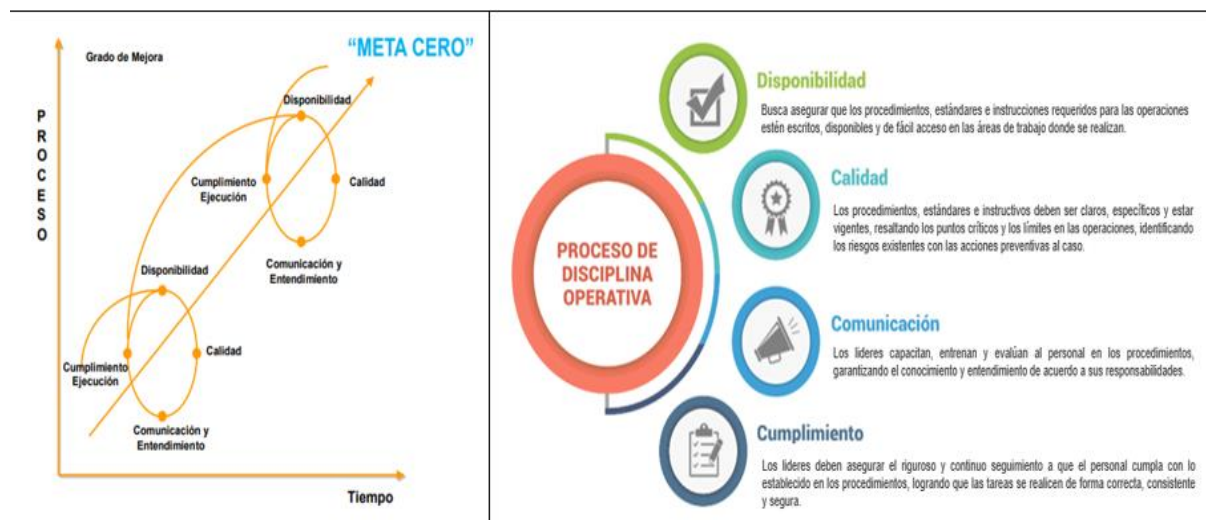 Grado de Mejora
“META CERO”
PROCESO
Disponibilidad
Cumplimiento
Ejecución
Calidad
Comunicación y
Entendimiento
Disponibilidad
Cumplimiento
Ejecución
Calidad
Comunicación y
Entendimiento
Tiempo
PROCESO DE
DISCIPLINA
OPERATIVA
Disponibilidad
Busca asegurar que los procedimientos, estándares e instrucciones requeridos para las operaciones
estén escritos, disponibles y de fácil acceso en las áreas de trabajo donde se realizan.
Calidad
Los procedimientos, estándares e instructivos deben ser claros, específicos y estar
vigentes, resaltando los puntos críticos y los límites en las operaciones, identificando
los riesgos existentes con las acciones preventivas al caso.
Comunicación
Los lideres capacitan, entrenan y evalúan al personal en los procedimientos,
garantizando el conocimiento y entendimiento de acuerdo a sus responsabilidades.
Cumplimiento
Los lideres deben asegurar el riguroso y continuo seguimiento a que el personal cumpla con lo
establecido en los procedimientos, logrando que las tareas se realicen de forma correcta, consistente
y segura.